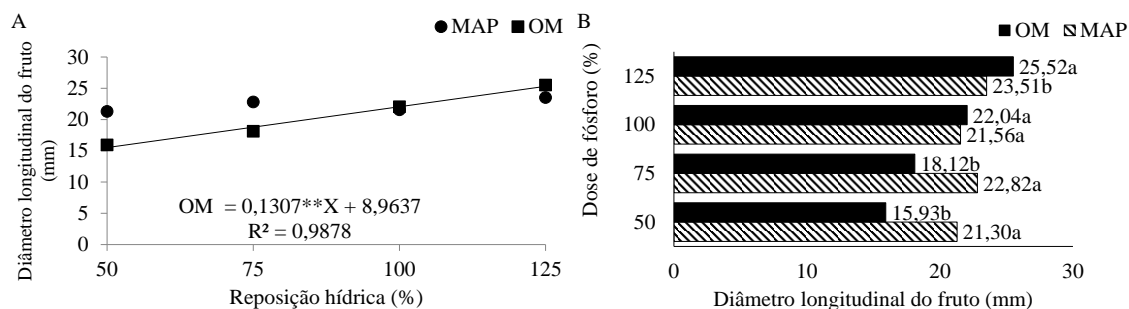 A
MAP OM
Diâmetro longitudinal do fruto
(mm)
30
25
20
15
10
5
0
OM = 0,1307**X + 8,9637
R² = 0,9878
50 75 100 125
Reposição hídrica (%)
B
OM MAP
Dose de fósforo (%)
125
25,52a
23,51b
100
22,04a
21,56a
75
18,12b
22,82a
50
15,93b
21,30a
0 10 20 30
Diâmetro longitudinal do fruto (mm)